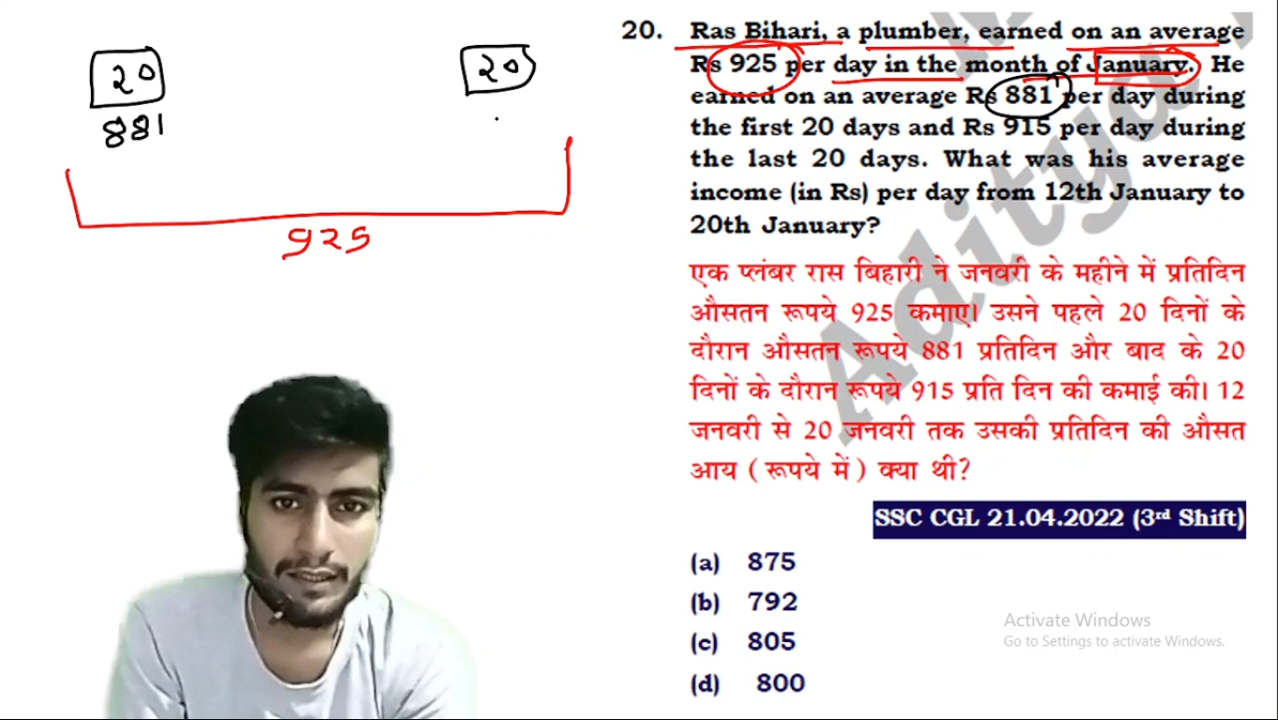 20
881
20
925
20. Ras Bihari, a plumber, earned on an average
Rs 925 per day in the month of January. He
earned on an average Rs 881 per day during
the first 20 days and Rs 915 per day during
the last 20 days. What was his average
income (in Rs) per day from 12th January to
20th January?
एक प्लंबर रास बिहारी ने जनवरी के महीने में प्रतिदिन
औसतन रूपये 925 कमाए। उसने पहले 20 दिनों के
दौरान औसतन रूपये 881 प्रतिदिन और बाद के 20
दिनों के दौरान रूपये 915 प्रति दिन की कमाई की। 12
जनवरी से 20 जनवरी तक उसकी प्रतिदिन की औसत
आय ( रूपये में ) क्या थी?
SSC CGL 21.04.2022 (3rd Shift)
(a) 875
(b) 792
(c) 805
(d) 800
Activate Windows
Go to Settings to activate Windows.